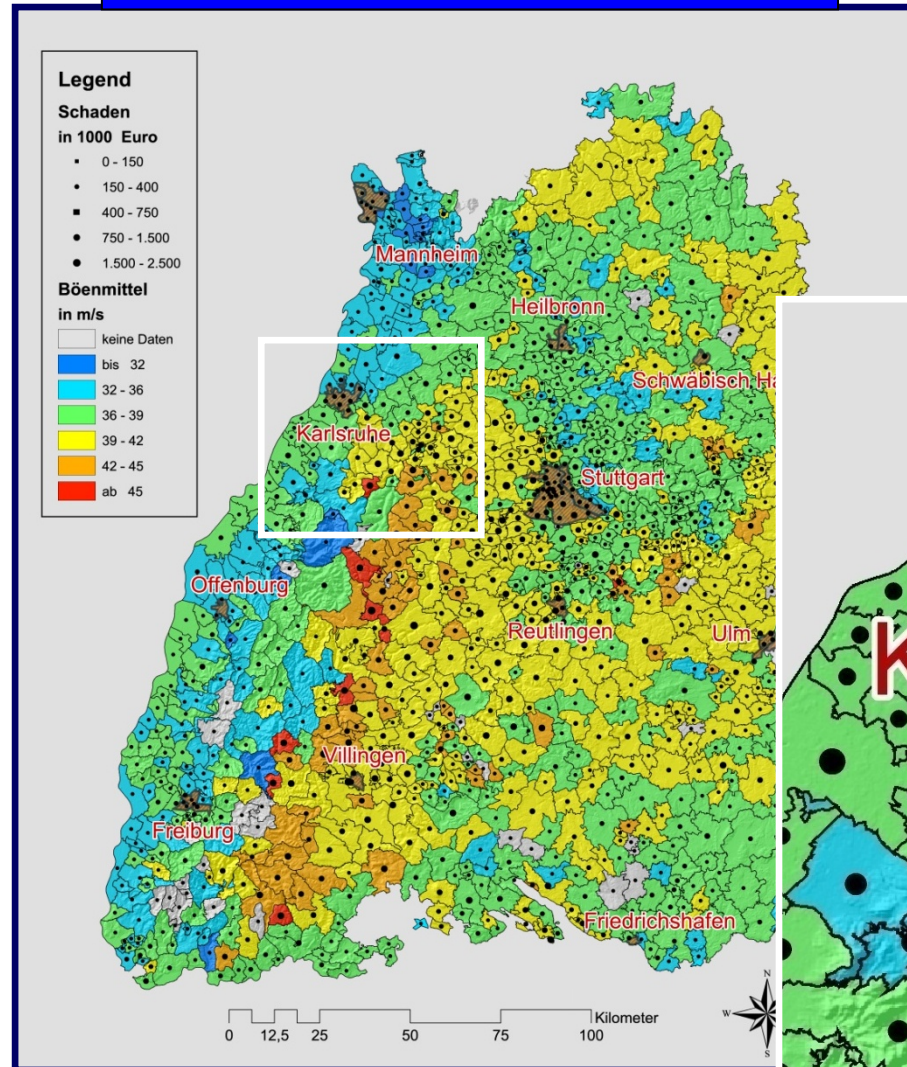 Legend
Schaden
in 1000 Euro
0 - 150
150 - 400
400 - 750
750 - 1.500
1.500 - 2.500
Böenmittel
in m/s
keine Daten
bis 32
32 - 36
36 - 39
39 - 42
42 - 45
ab 45
Mannheim
Heilbronn
Schwäbisch Ha
Karlsruhe
Stuttgart
Offenburg
Reutlingen
Ulm
K
Villingen
Freiburg
Friedrichshafen
Kilometer
0 12,5 25 50 75 100
N
W
S